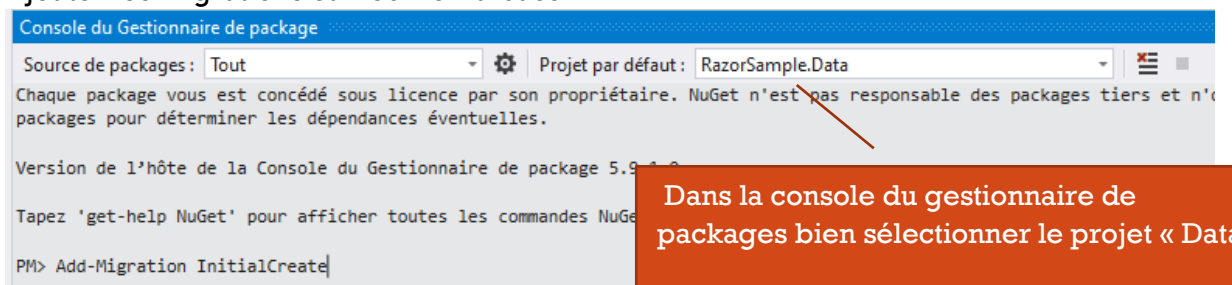 Console du Gestionnaire de package
Source de packages : Tout Projet par défaut : RazorSample.Data
Chaque package vous est concédé sous licence par son propriétaire. NuGet n'est pas responsable des packages tiers et n'
packages pour déterminer les dépendances éventuelles.
Version de l’hôte de la Console du Gestionnaire de package 5.9
Tapez 'get-help NuGet' pour afficher toutes les commandes NuGe
PM> Add-Migration InitialCreate
Dans la console du gestionnaire de
packages bien sélectionner le projet « Data